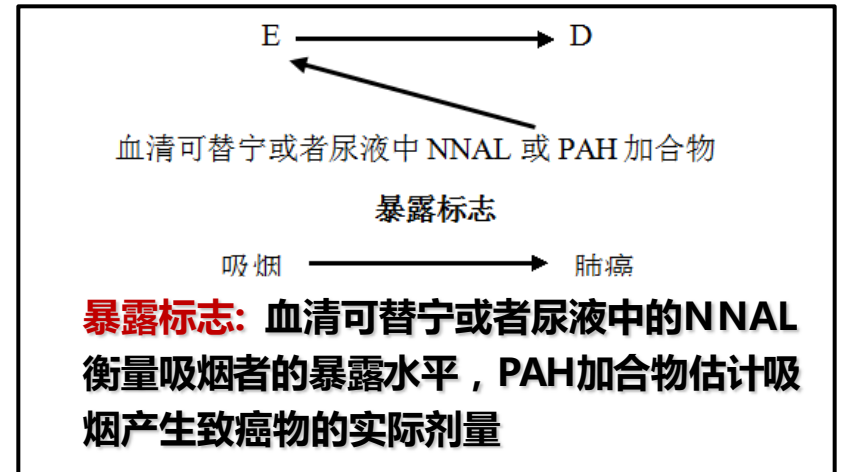 E D
血清可替宁或者尿液中 NNAL 或 PAH 加合物
暴露标志
吸烟 肺癌
暴露标志: 血清可替宁或者尿液中的NNAL
衡量吸烟者的暴露水平，PAH加合物估计吸
烟产生致癌物的实际剂量